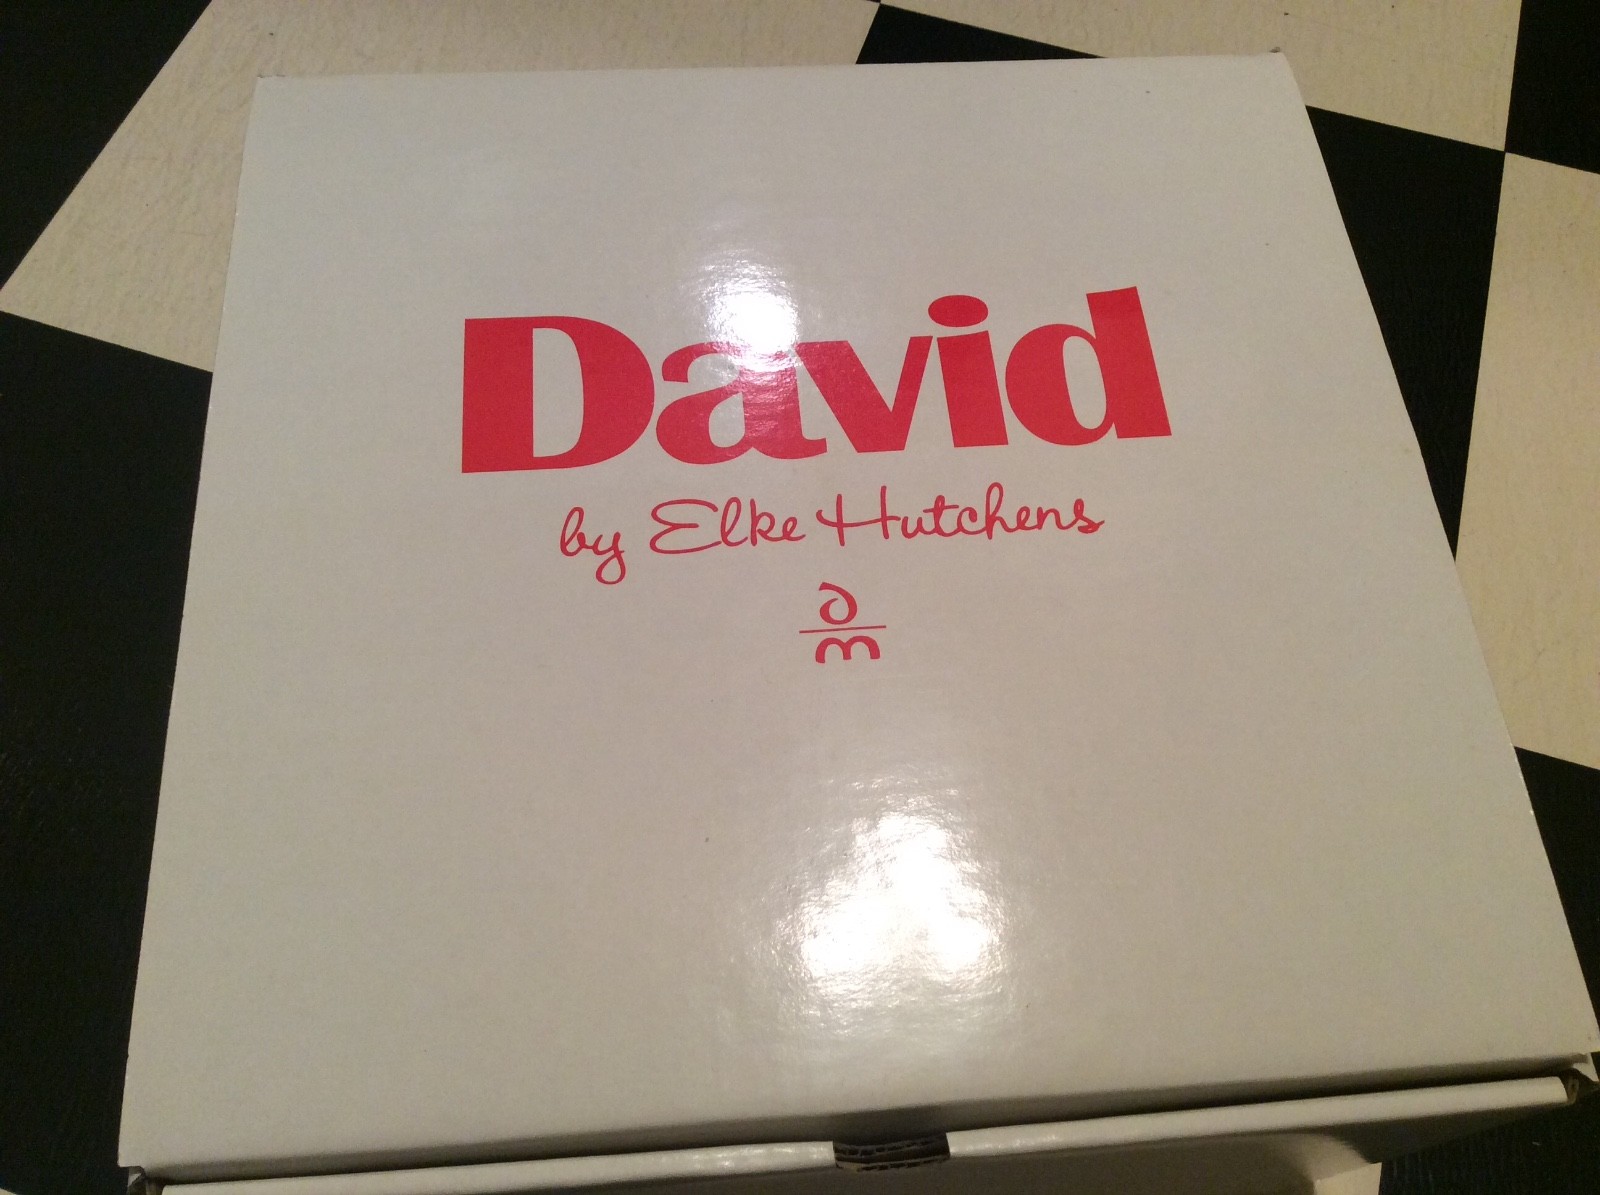 David
by Elke Hutchens